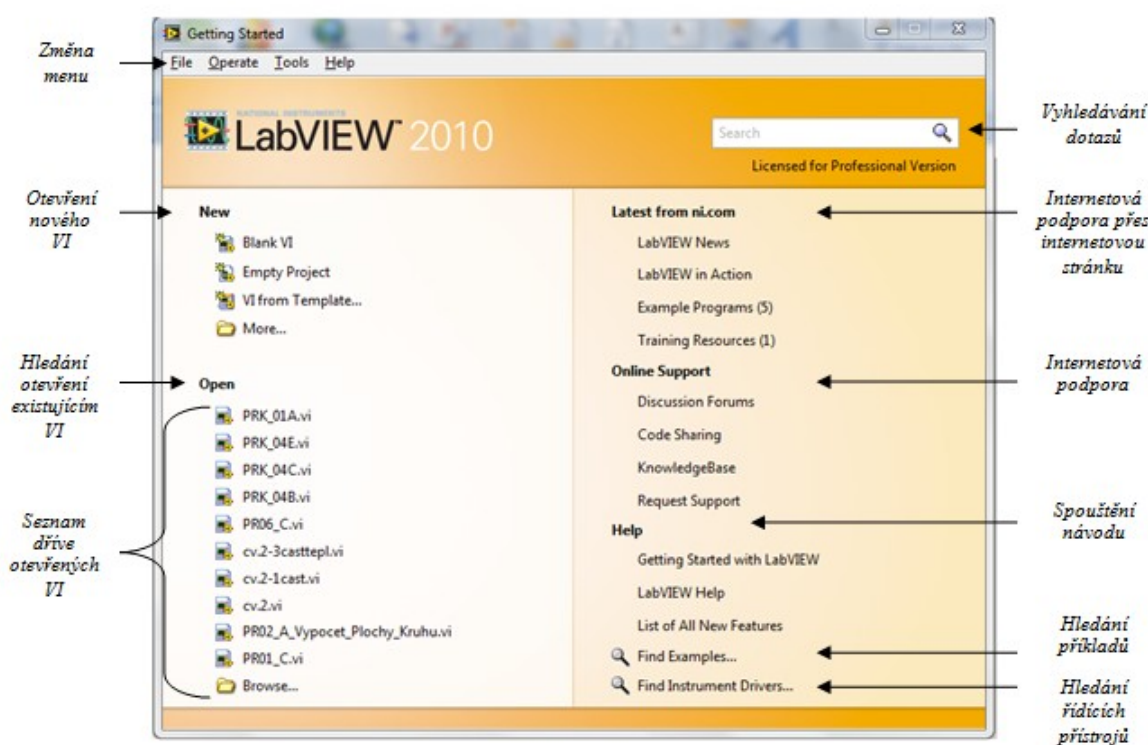 Getting Started
File Operate Tools Help
NATIONAL INSTRUMENTS
LabVIEW™ 2010
Search
Licensed for Professional Version
New
Blank VI
Empty Project
VI from Template...
More...
Open
PRK_01A.vi
PRK_04E.vi
PRK_04C.vi
PRK_04B.vi
PR06_C.vi
cv.2-3casttepl.vi
cv.2-1cast.vi
cv.2.vi
PR02_A_Vypocet_Plochy_Kruhu.vi
PR01_C.vi
Browse...
Latest from ni.com
LabVIEW News
LabVIEW in Action
Example Programs (5)
Training Resources (1)
Online Support
Discussion Forums
Code Sharing
KnowledgeBase
Request Support
Help
Getting Started with LabVIEW
LabVIEW Help
List of All New Features
Find Examples...
Find Instrument Drivers...
Změna
menu
Otevření
nového
VI
Hledání
otevření
existujícím
VI
Seznam
dříve
otevřených
VI
Vyhledávání
dotazů
Internetová
podpora přes
internetovou
stránku
Internetová
podpora
Spouštění
návodu
Hledání
příkladů
Hledání
řídících
přístrojů